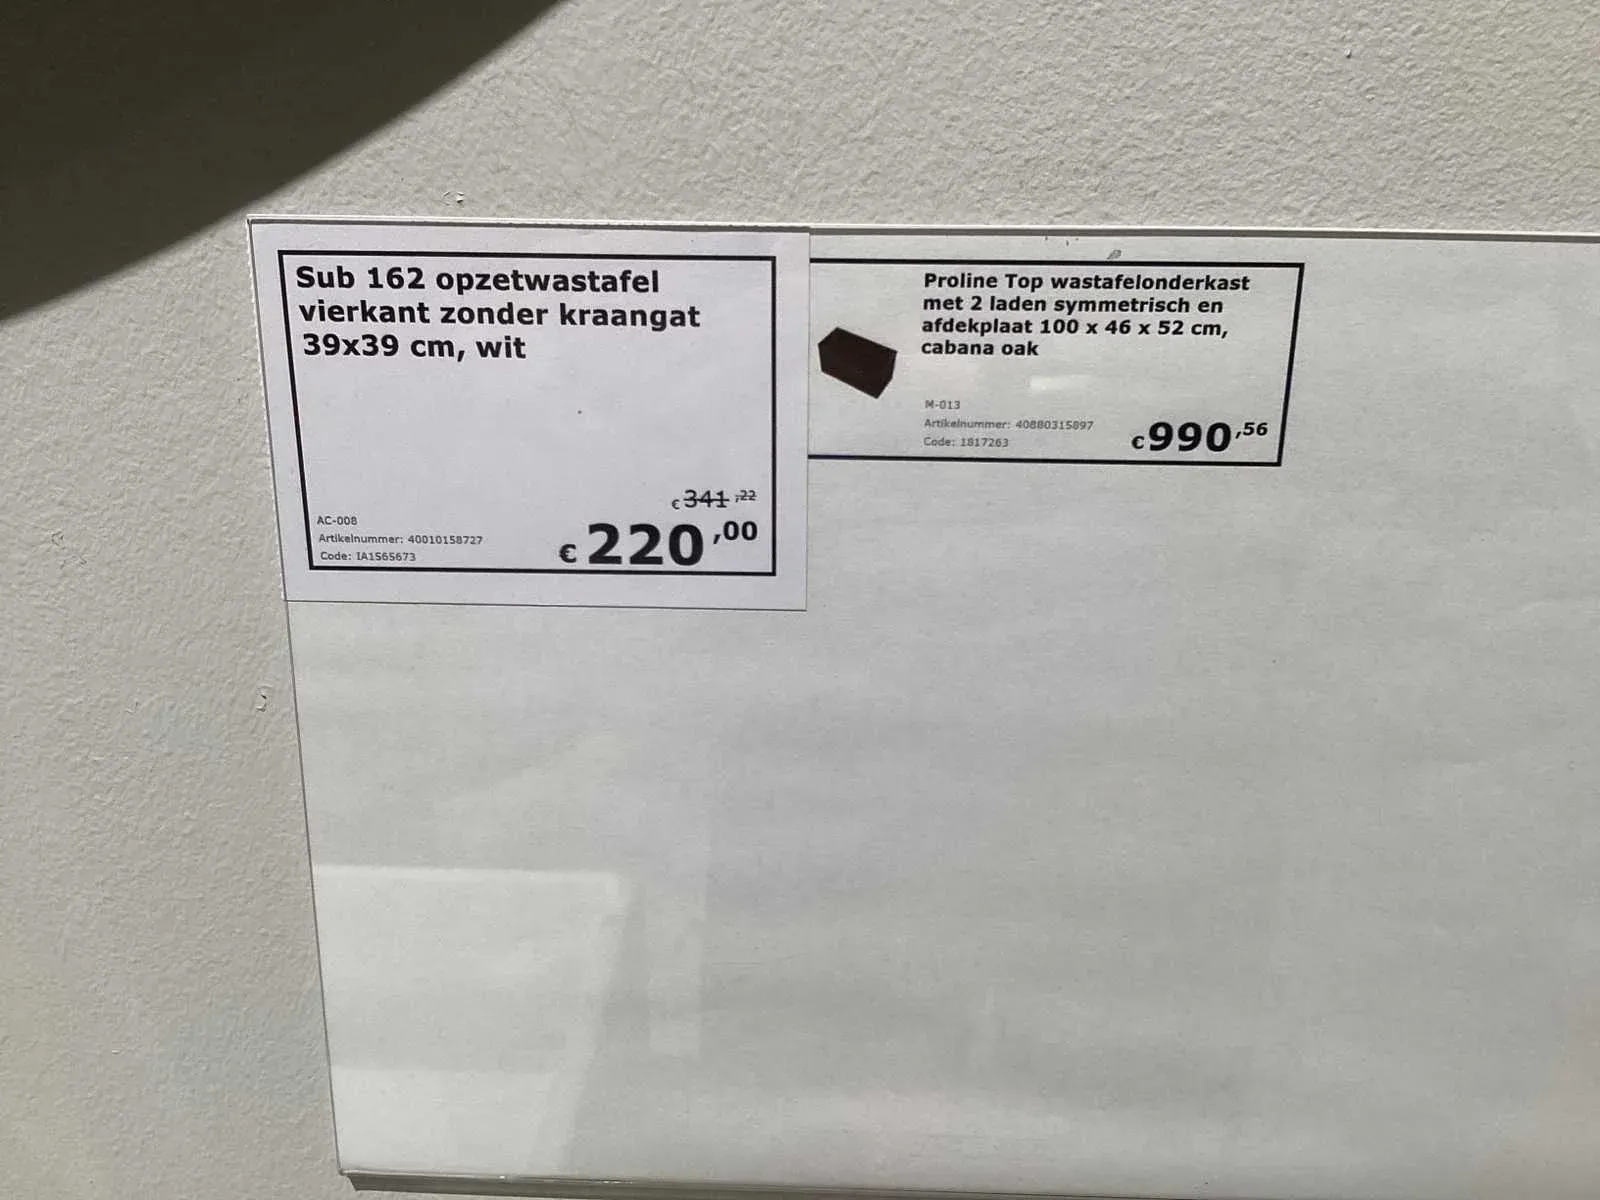 Sub 162 opzetwastafel
vierkant zonder kraangat
39x39 cm, wit
€ 341,22
AC-008
Artikelnummer: 40010158727
Code: IA1565673
€ 220,00
Proline Top wastafelonderkast
met 2 laden symmetrisch en
afdekplaat 100 x 46 x 52 cm,
cabana oak
M-013
Artikelnummer: 40880315897
Code: 1817263
€ 990,56